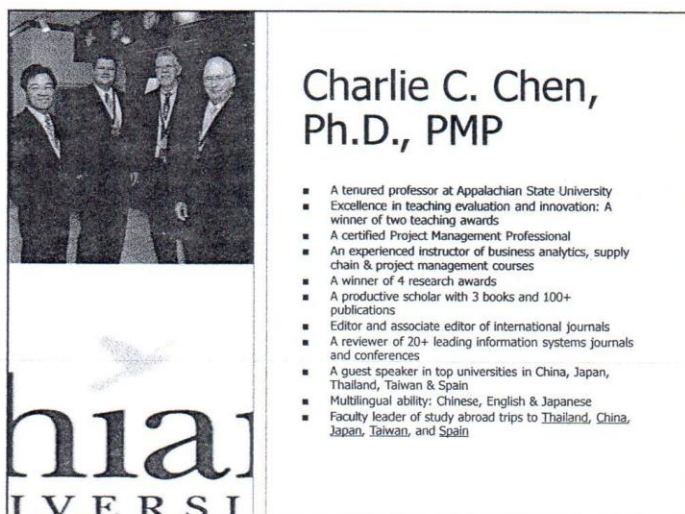 Charlie C. Chen,
Ph.D., PMP
▪ A tenured professor at Appalachian State University
▪ Excellence in teaching evaluation and innovation: A
winner of two teaching awards
▪ A certified Project Management Professional
▪ An experienced instructor of business analytics, supply
chain & project management courses
▪ A winner of 4 research awards
▪ A productive scholar with 3 books and 100+
publications
▪ Editor and associate editor of international journals
▪ A reviewer of 20+ leading information systems journals
and conferences
▪ A guest speaker in top universities in China, Japan,
Thailand, Taiwan & Spain
▪ Multilingual ability: Chinese, English & Japanese
▪ Faculty leader of study abroad trips to Thailand, China,
Japan, Taiwan, and Spain
hia
IVERSI